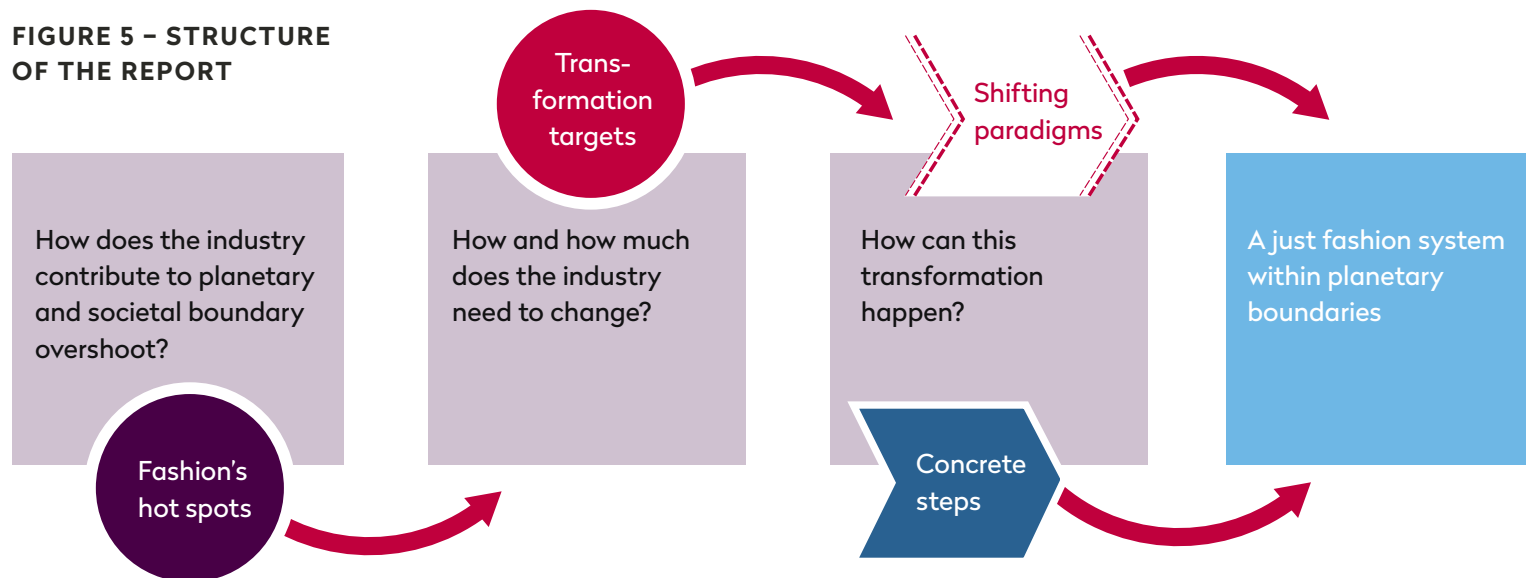 FIGURE 5 – STRUCTURE
OF THE REPORT
Trans-
formation
targets
Shifting
paradigms
How does the industry
contribute to planetary
and societal boundary
overshoot?
How and how much
does the industry
need to change?
How can this
transformation
happen?
A just fashion system
within planetary
boundaries
Fashion's
hot spots
Concrete
steps